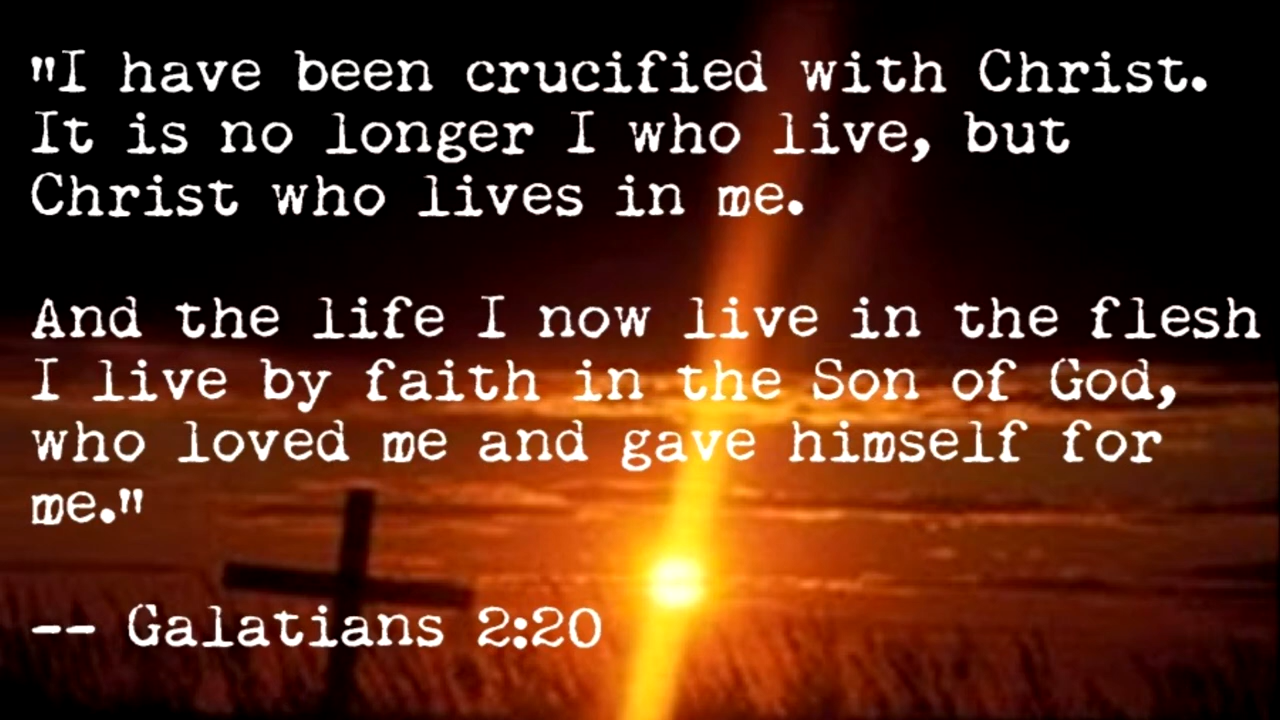 "I have been crucified with Christ.
It is no longer I who live, but
Christ who lives in me.
And the life I now live in the flesh
I live by faith in the Son of God,
who loved me and gave himself for
me."
-- Galatians 2:20